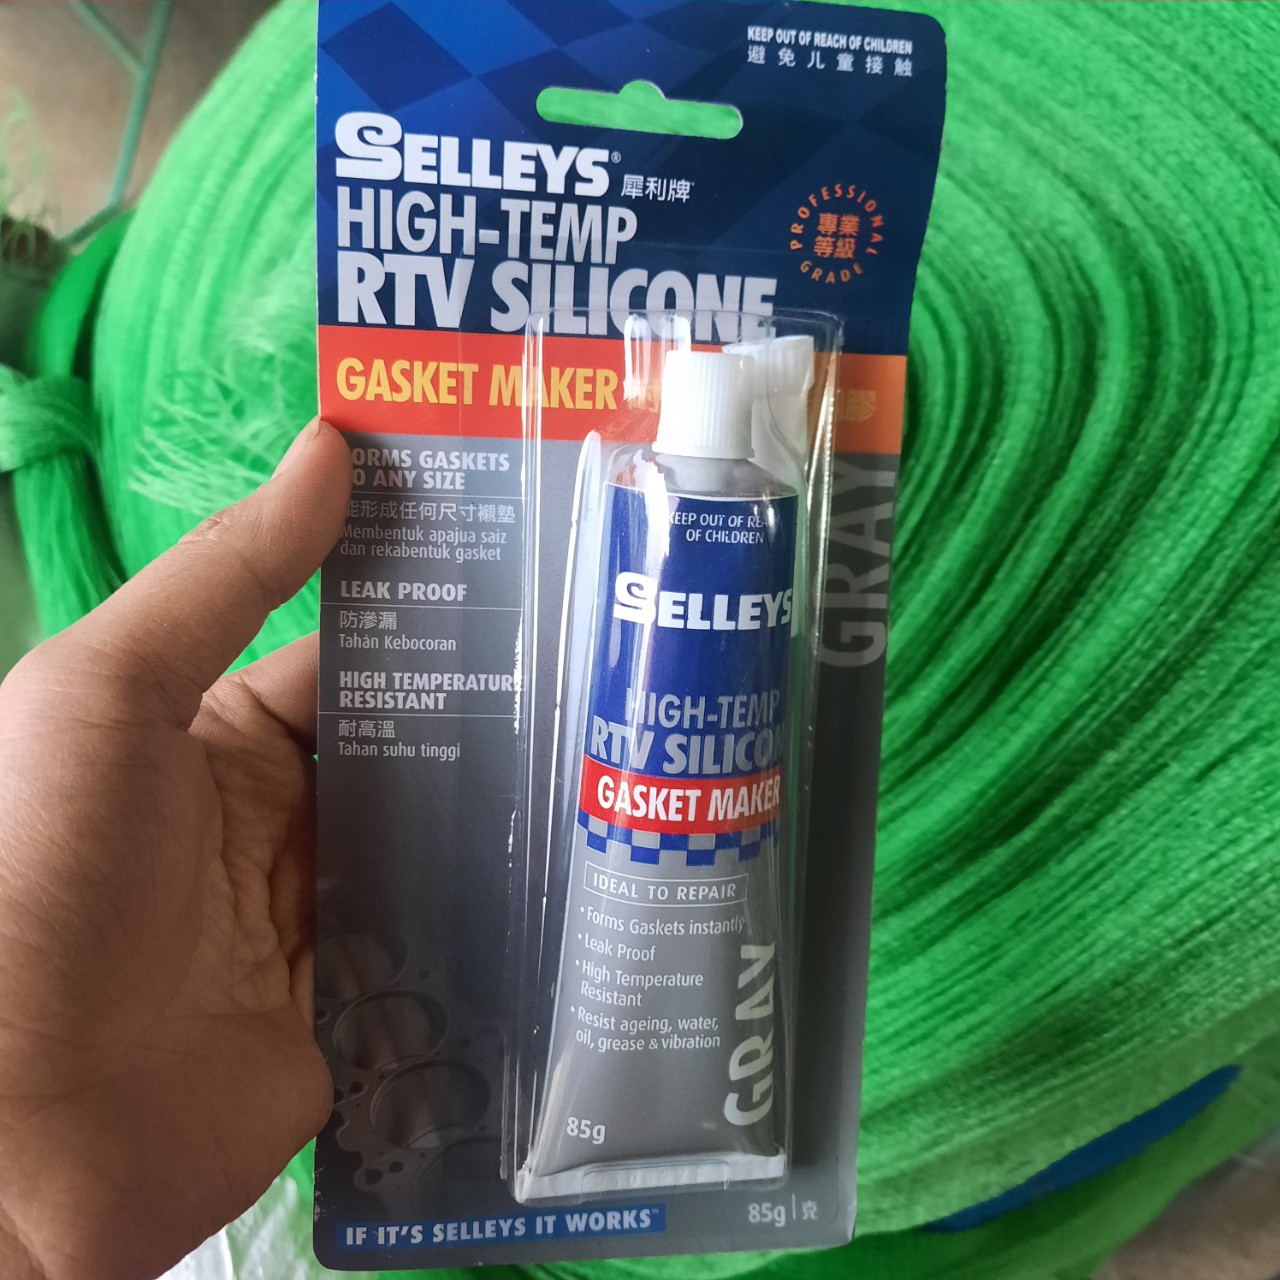 KEEP OUT OF REACH OF CHILDREN
避免儿童接触
SELLEYS® 犀利牌
HIGH-TEMP
RTV SILICONE
PROFESSIONAL GRADE
專業
等級
GASKET MAKER
膠
FORMS GASKETS
TO ANY SIZE
能形成任何尺寸襯墊
Membentuk apajua saiz
dan rekabentuk gasket
LEAK PROOF
防滲漏
Tahan Kebocoran
HIGH TEMPERATURE
RESISTANT
耐高溫
Tahan suhu tinggi
GRAY
KEEP OUT OF REA
OF CHILDREN
SELLEYS
HIGH-TEMP
RTV SILICON
GASKET MAKER
IDEAL TO REPAIR
• Forms Gaskets instantly
• Leak Proof
• High Temperature
Resistant
• Resist ageing, water,
oil, grease & vibration
GRAY
85g
IF IT'S SELLEYS IT WORKS™
85g | 克